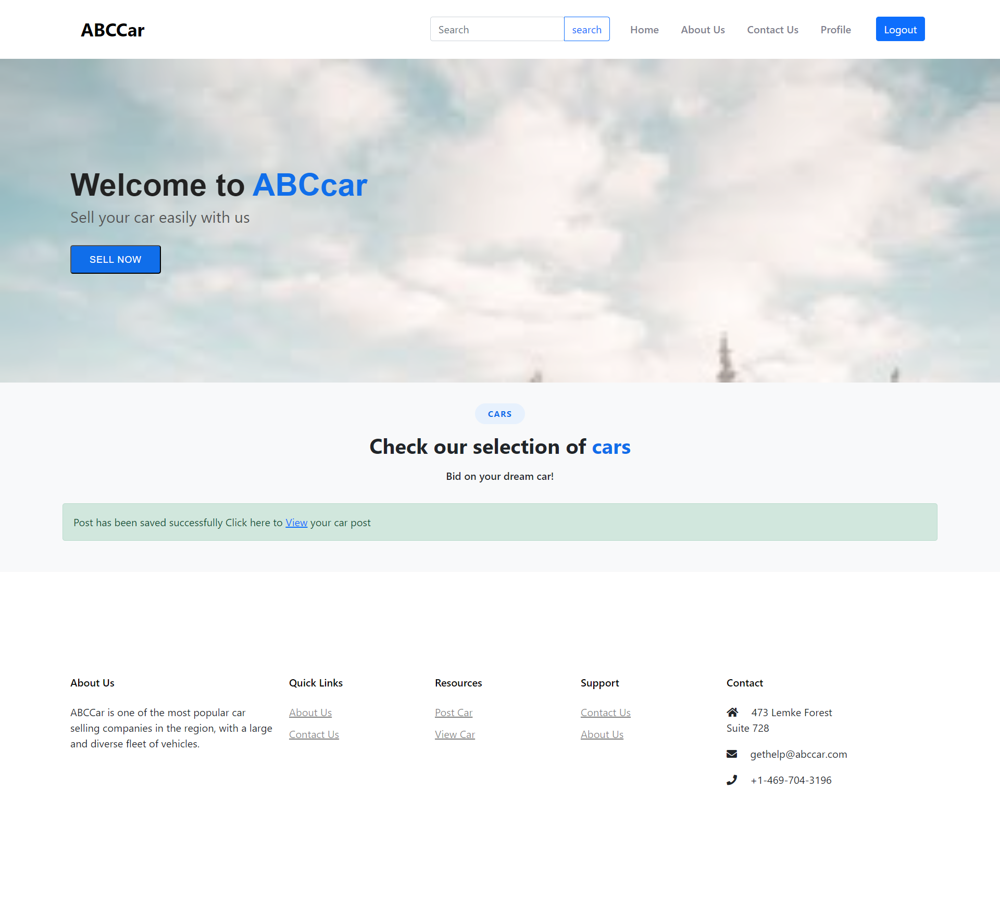 ABCCar
Search search Home About Us Contact Us Profile Logout
Welcome to ABCcar
Sell your car easily with us
SELL NOW
CARS
Check our selection of cars
Bid on your dream car!
Post has been saved successfully Click here to View your car post
About Us
ABCCar is one of the most popular car
selling companies in the region, with a large
and diverse fleet of vehicles.
Quick Links
About Us
Contact Us
Resources
Post Car
View Car
Support
Contact Us
About Us
Contact
473 Lemke Forest
Suite 728
gethelp@abccar.com
+1-469-704-3196